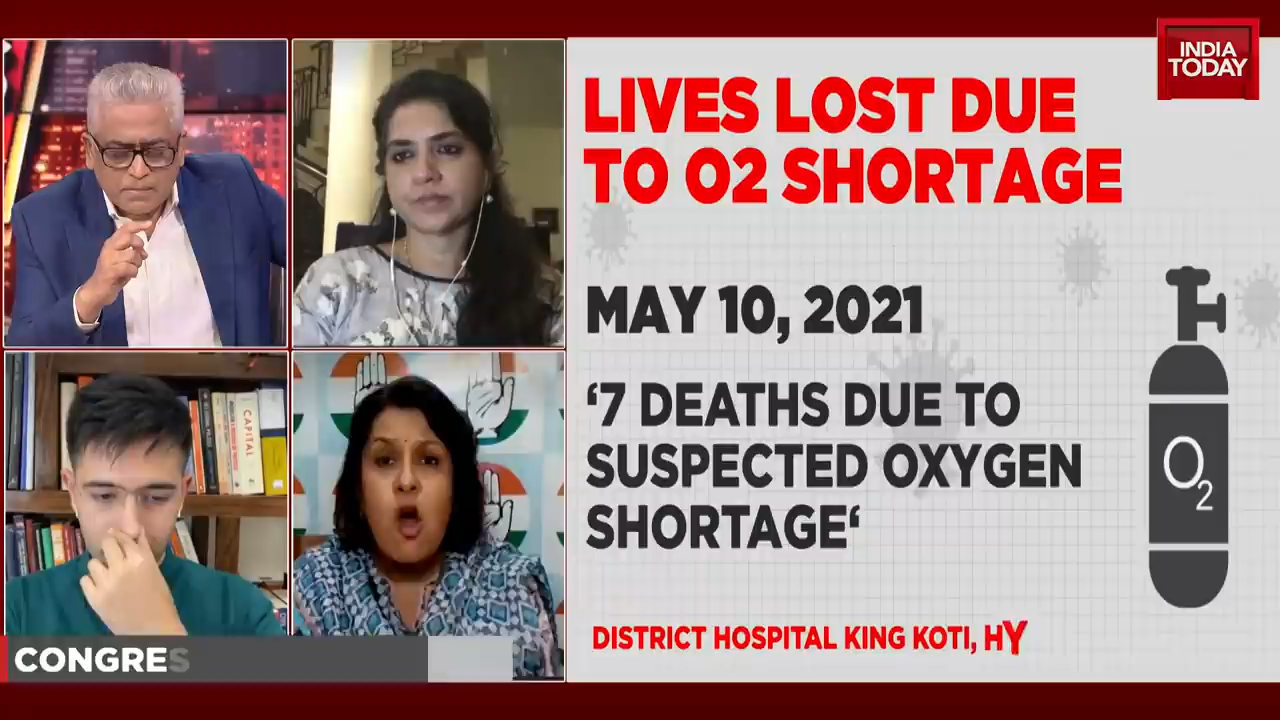 INDIA
TODAY
LIVES LOST DUE
TO O2 SHORTAGE
MAY 10, 2021
‘7 DEATHS DUE TO
SUSPECTED OXYGEN
SHORTAGE‘
O2
DISTRICT HOSPITAL KING KOTI, HY
CAPITAL
CONGRES